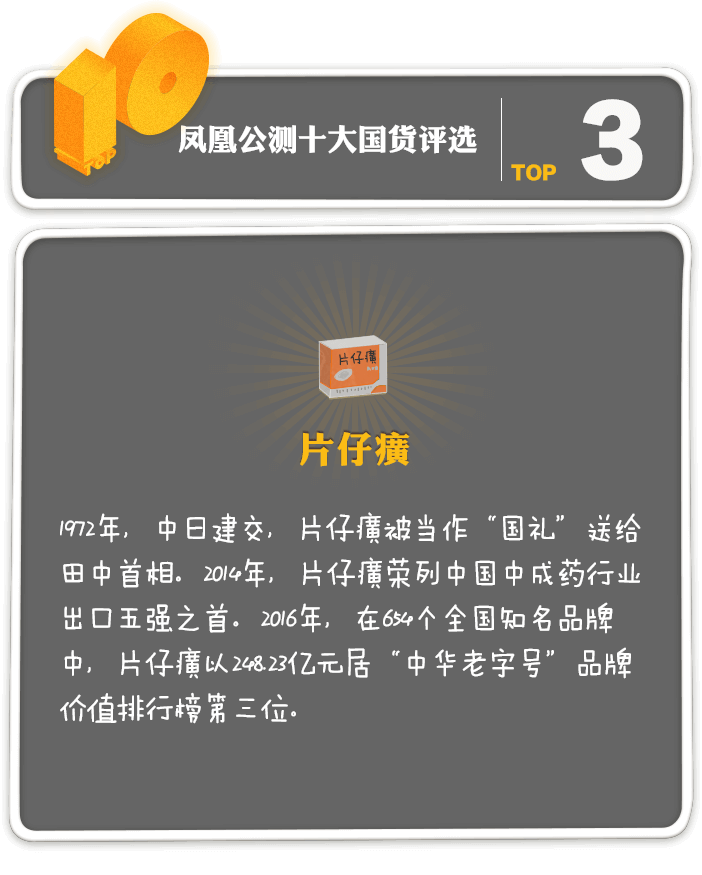 10
TOP
凤凰公测十大国货评选
TOP 3
片仔癀
片仔癀
1972年，中日建交，片仔癀被当作“国礼”送给
田中首相。2014年，片仔癀荣列中国中成药行业
出口五强之首。2016年，在654个全国知名品牌
中，片仔癀以248.23亿元居“中华老字号”品牌
价值排行榜第三位。